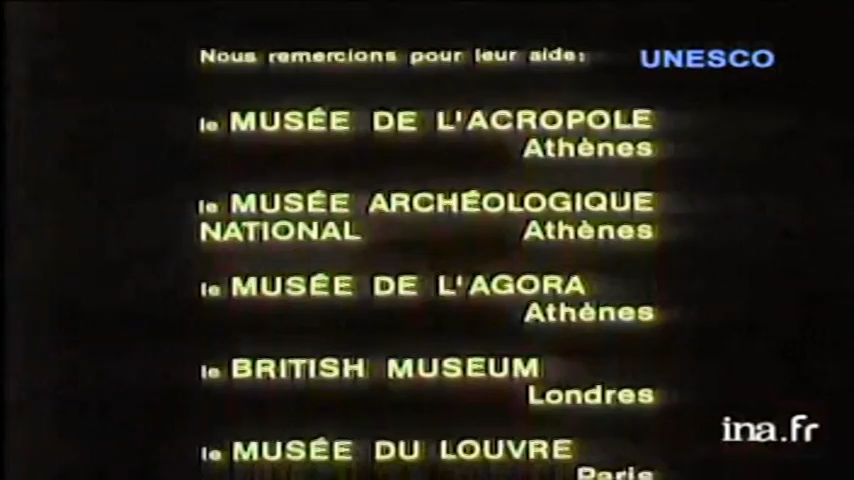 Nous remercions pour leur aide: UNESCO
le MUSÉE DE L'ACROPOLE
Athènes
le MUSÉE ARCHÉOLOGIQUE
NATIONAL Athènes
le MUSÉE DE L'AGORA
Athènes
le BRITISH MUSEUM
Londres
le MUSÉE DU LOUVRE
Paris
ina.fr